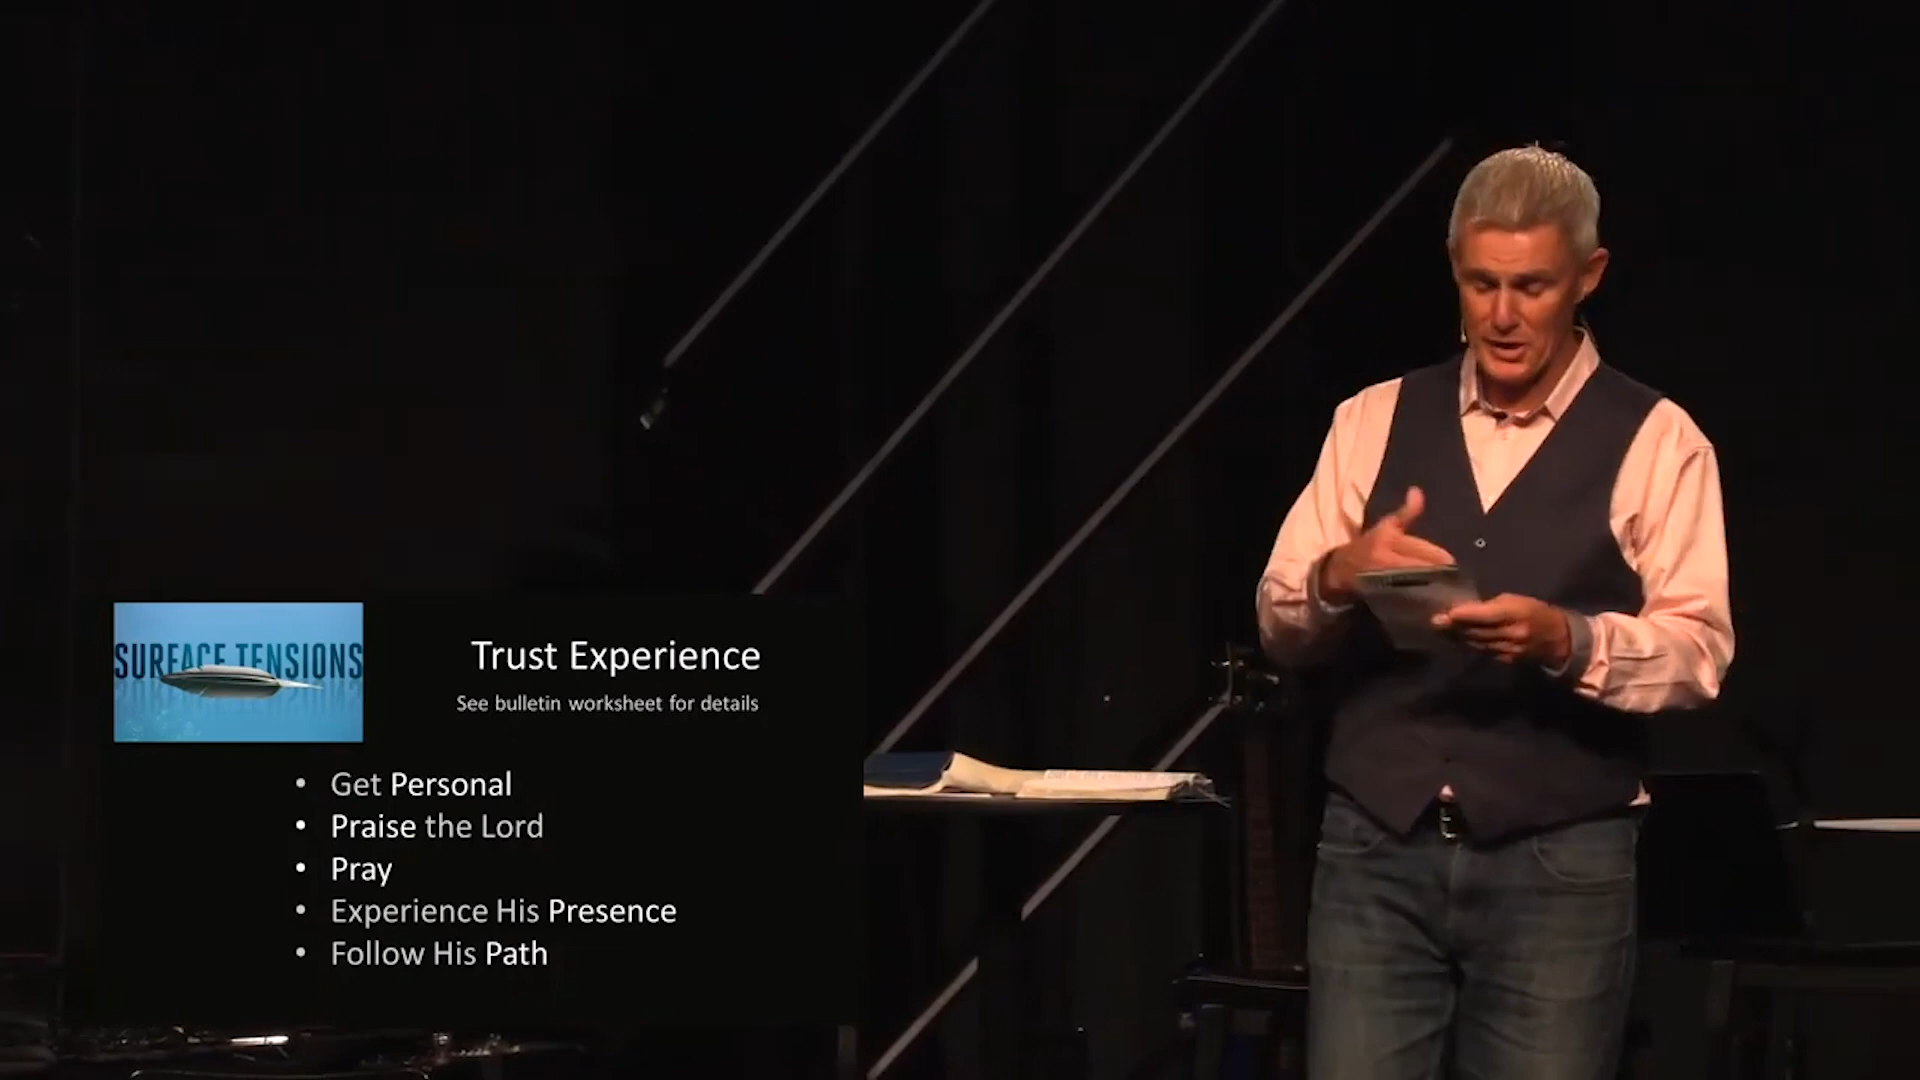 SURFACE TENSIONS
Trust Experience
See bulletin worksheet for details
• Get Personal
• Praise the Lord
• Pray
• Experience His Presence
• Follow His Path